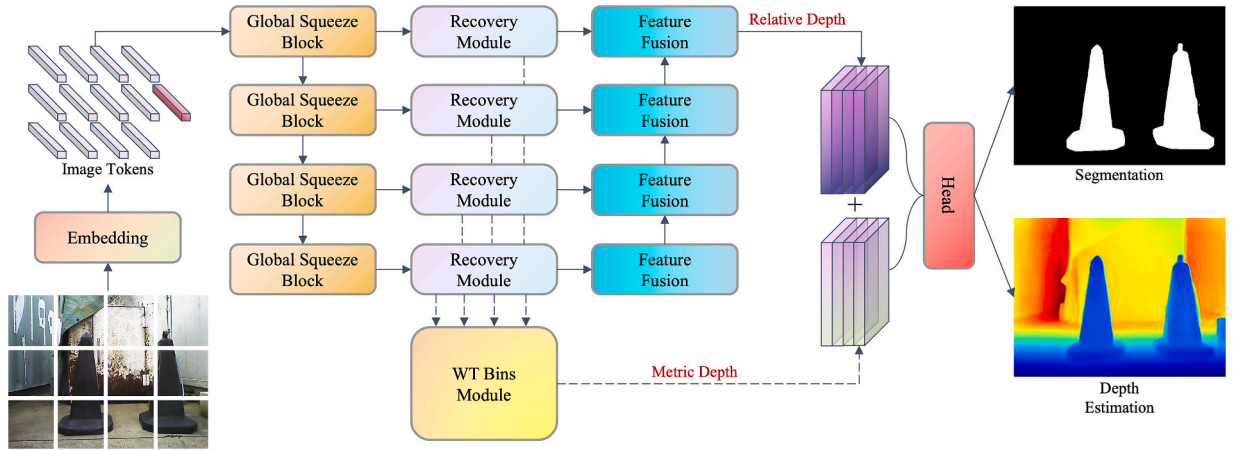 Global Squeeze
Block
Recovery
Module
Feature
Fusion
Relative Depth
Global Squeeze
Block
Recovery
Module
Feature
Fusion
Image Tokens
Global Squeeze
Block
Recovery
Module
Feature
Fusion
Segmentation
+
Head
Embedding
Global Squeeze
Block
Recovery
Module
Feature
Fusion
WT Bins
Module
Metric Depth
Depth
Estimation